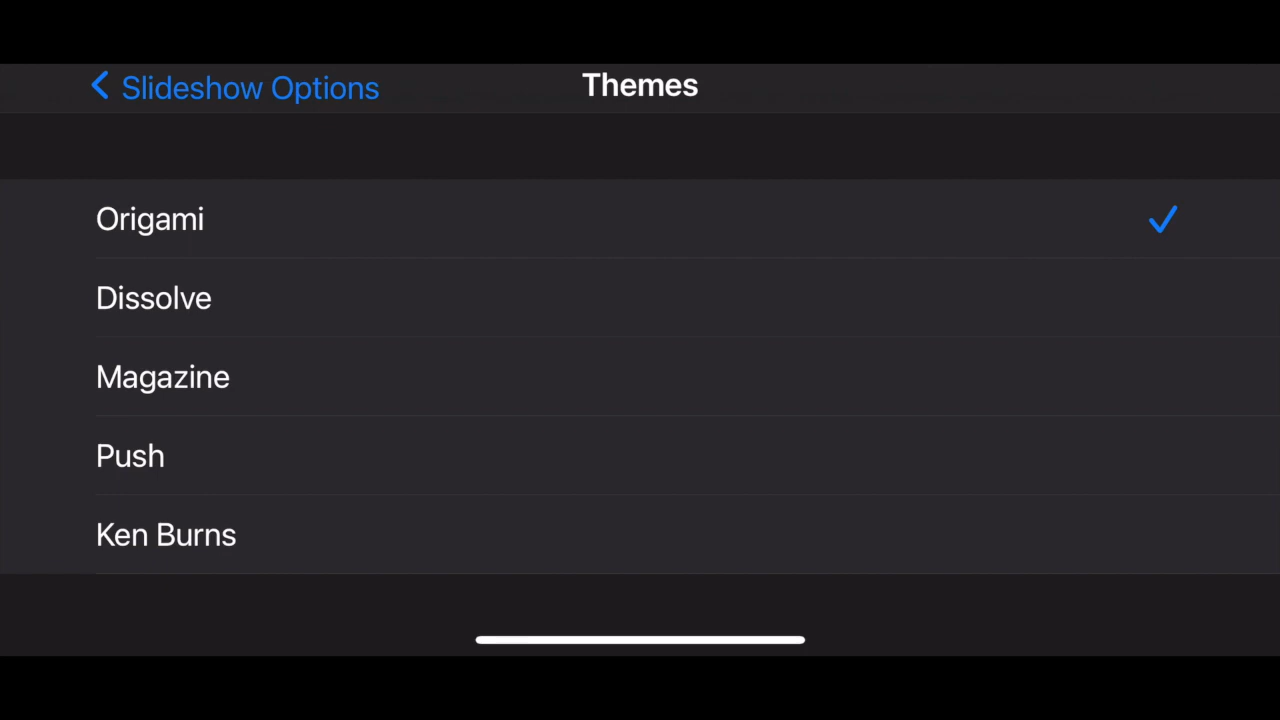 Slideshow Options
Themes
Origami
Dissolve
Magazine
Push
Ken Burns